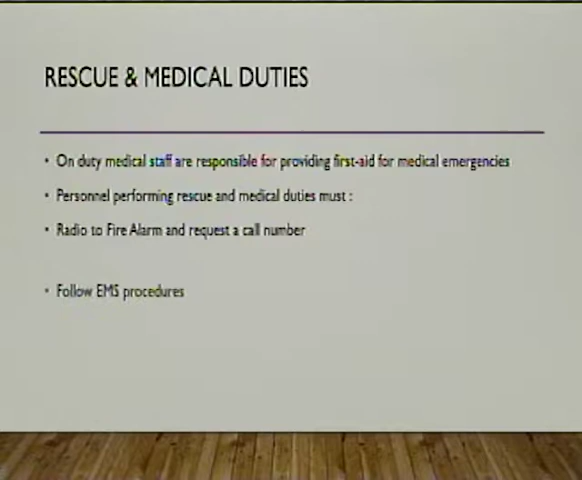 RESCUE & MEDICAL DUTIES
• On duty medical staff are responsible for providing first-aid for medical emergencies
• Personnel performing rescue and medical duties must :
• Radio to Fire Alarm and request a call number
• Follow EMS procedures